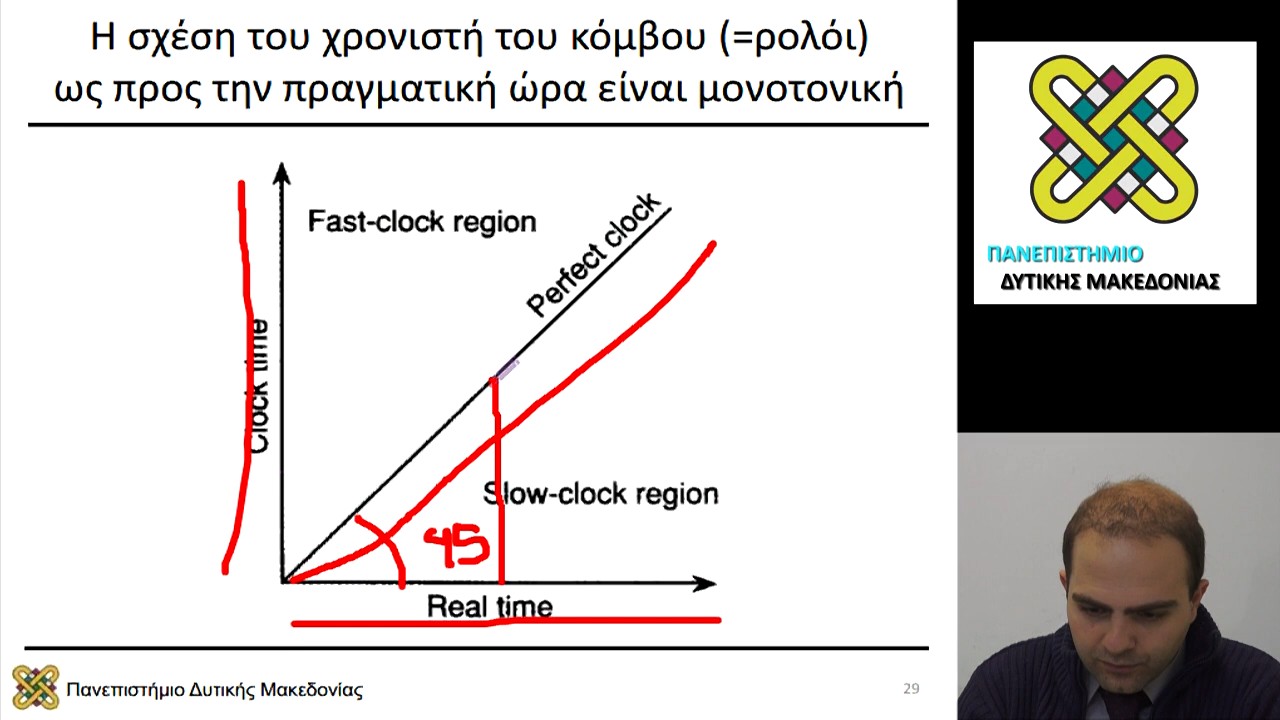 Η σχέση του χρονιστή του κόμβου (=ρολόι)
ως προς την πραγματική ώρα είναι μονοτονική
Fast-clock region
Perfect clock
Clock time
Slow-clock region
45
Real time
Πανεπιστήμιο Δυτικής Μακεδονίας
29
ΠΑΝΕΠΙΣΤΗΜΙΟ
ΔΥΤΙΚΗΣ ΜΑΚΕΔΟΝΙΑΣ